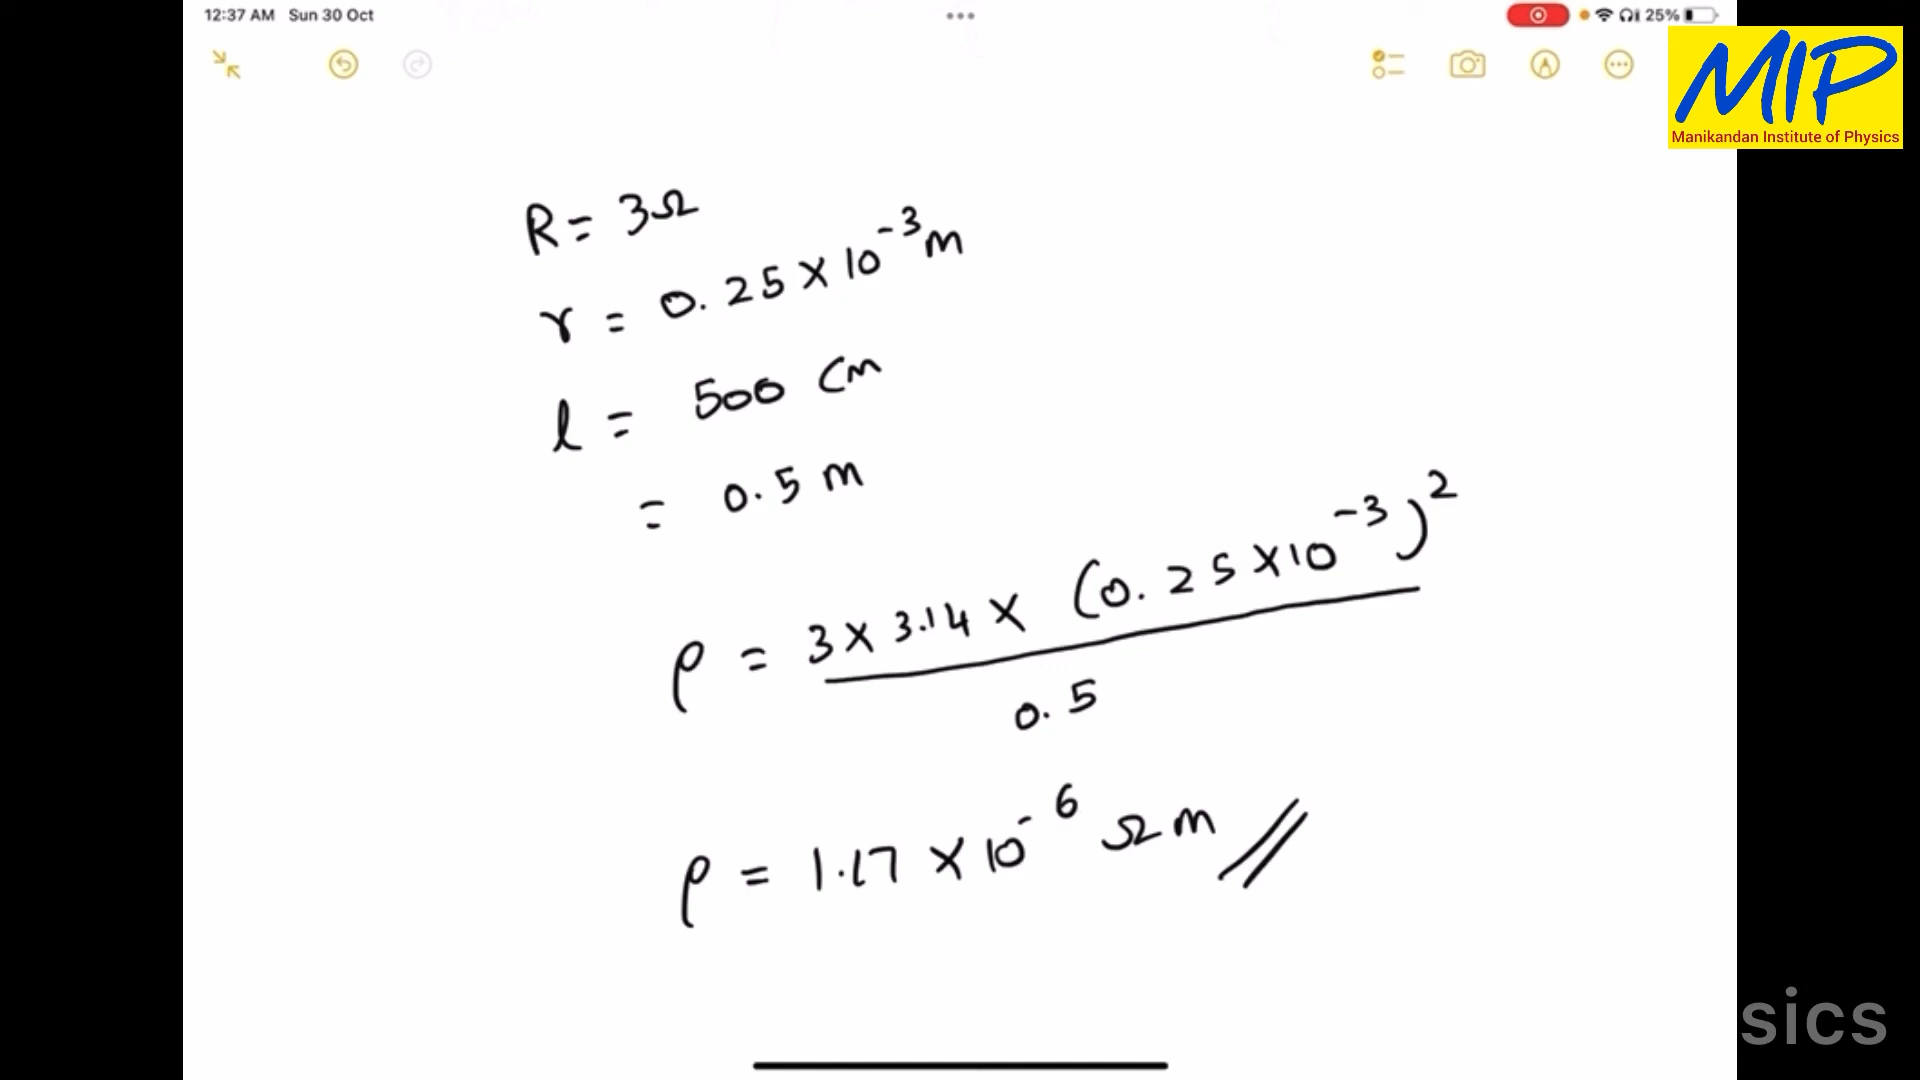 12:37 AM Sun 30 Oct
25%
MIP
Manikandan Institute of Physics
R = 3Ω
r = 0.25 × 10⁻³ m
l = 500 cm
= 0.5 m
ρ = 3 × 3.14 × (0.25 × 10⁻³)²
0.5
ρ = 1.17 × 10⁻⁶ Ω m //
sics